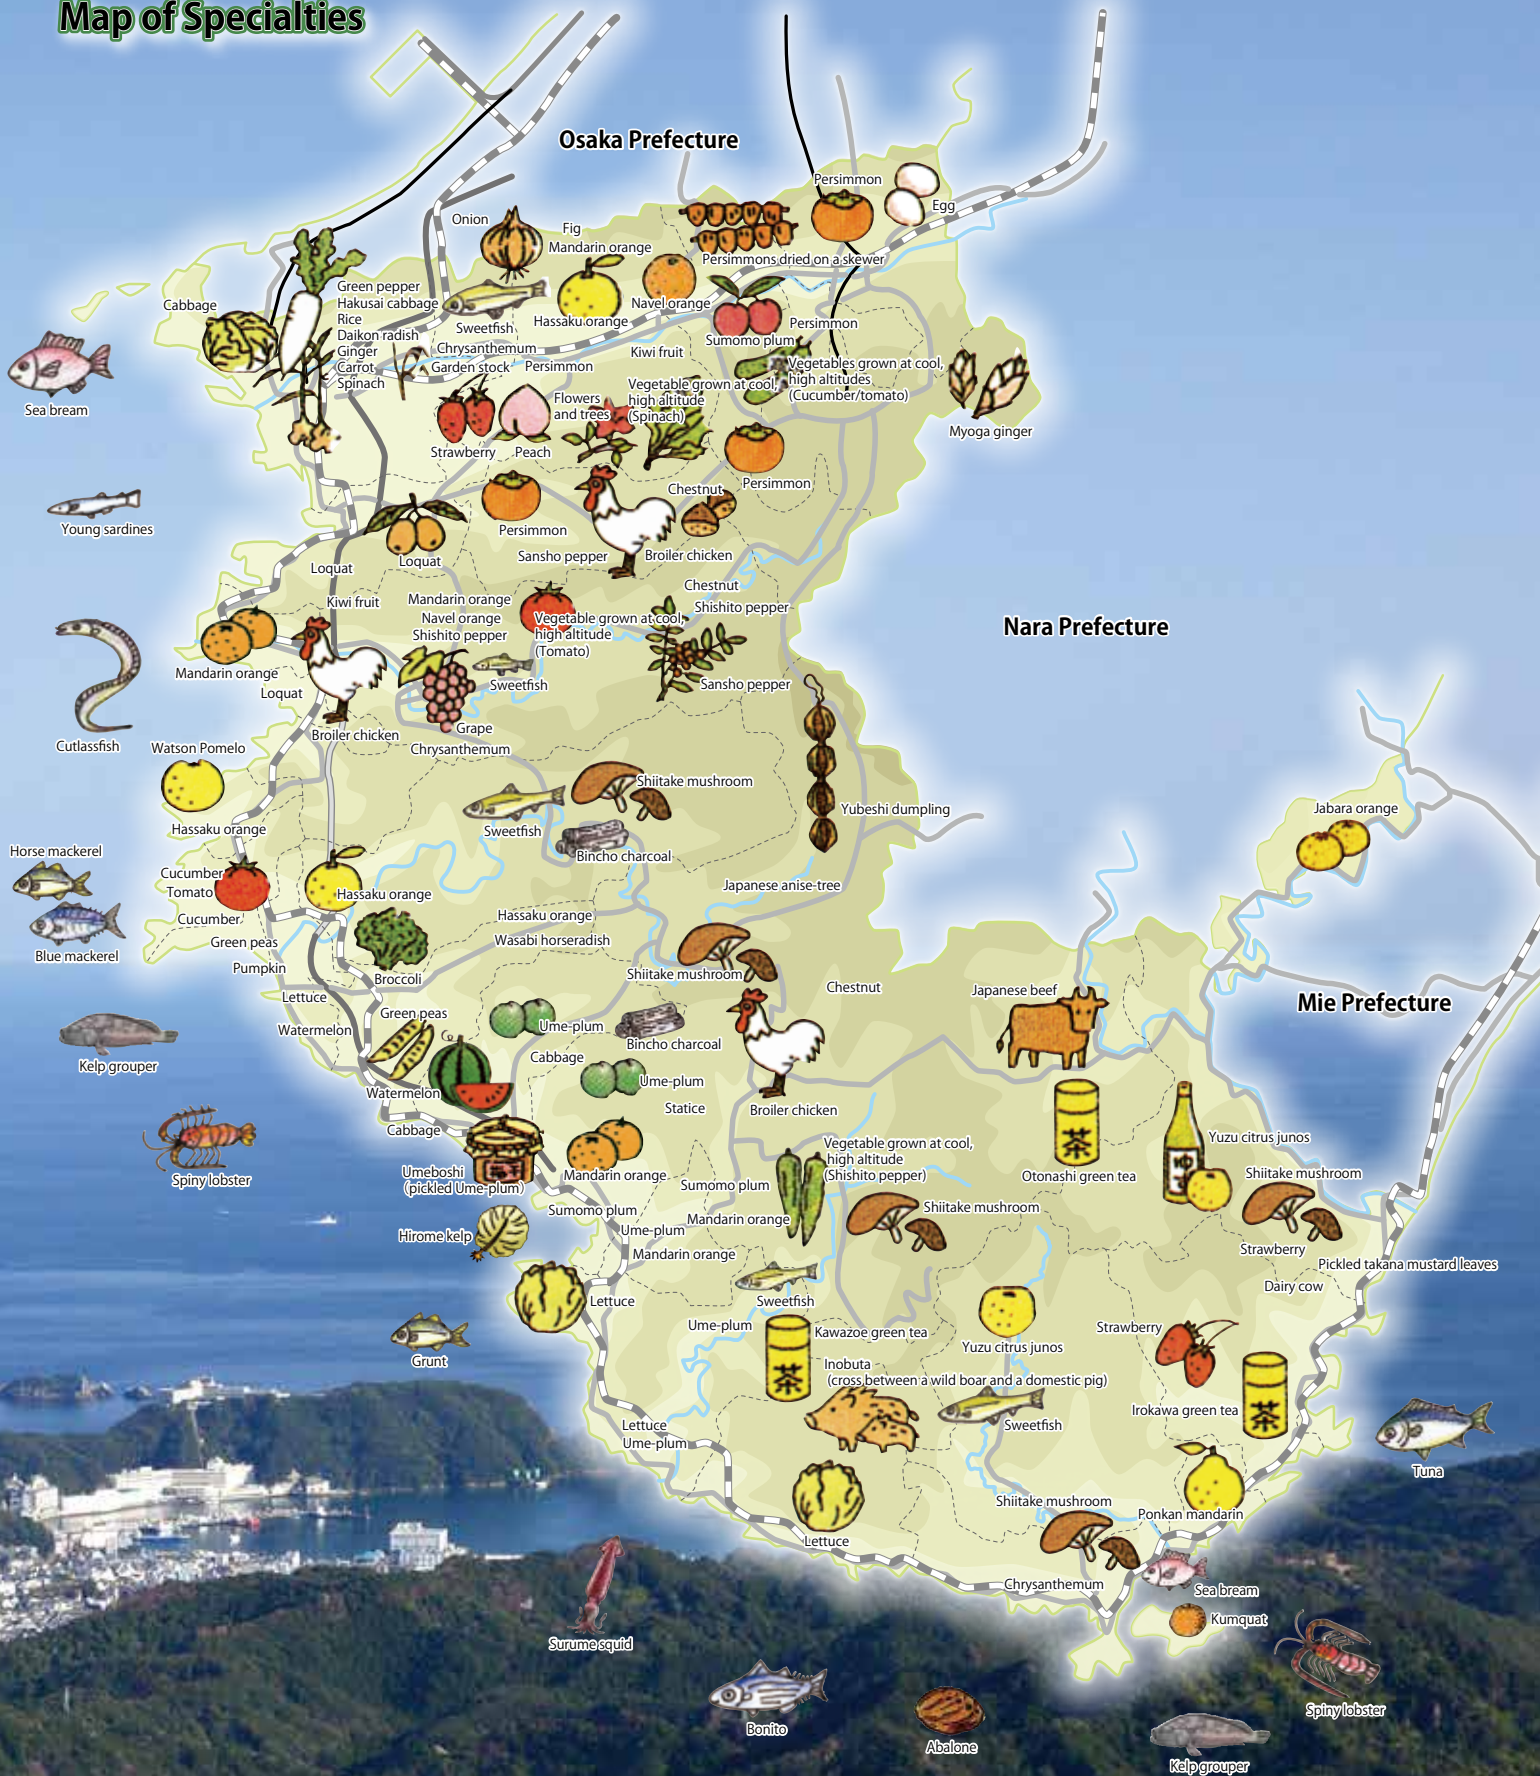 Map of Specialties
Osaka Prefecture
Persimmon
Egg
Onion
Fig
Mandarin orange
Persimmons dried on a skewer
Green pepper
Hakusai cabbage
Rice
Daikon radish
Ginger
Carrot
Spinach
Cabbage
Navel orange
Hassaku orange
Sweetfish
Persimmon
Sumomo plum
Chrysanthemum
Kiwi fruit
Garden stock
Persimmon
Vegetables grown at cool,
high altitudes
(Cucumber/tomato)
Vegetable grown at cool,
high altitude
(Spinach)
Flowers
and trees
Sea bream
Myoga ginger
Strawberry
Peach
Persimmon
Chestnut
Young sardines
Persimmon
Sansho pepper
Broiler chicken
Loquat
Loquat
Chestnut
Kiwi fruit
Mandarin orange
Navel orange
Shishito pepper
Shishito pepper
Vegetable grown at cool,
high altitude
(Tomato)
Nara Prefecture
Mandarin orange
Loquat
Sweetfish
Sansho pepper
Grape
Broiler chicken
Chrysanthemum
Cutlassfish
Watson Pomelo
Shiitake mushroom
Yubeshi dumpling
Jabara orange
Hassaku orange
Sweetfish
Bincho charcoal
Horse mackerel
Cucumber
Tomato
Hassaku orange
Japanese anise-tree
Cucumber
Hassaku orange
Green peas
Wasabi horseradish
Blue mackerel
Pumpkin
Broccoli
Shiitake mushroom
Chestnut
Japanese beef
Lettuce
Mie Prefecture
Green peas
Watermelon
Ume-plum
Bincho charcoal
Cabbage
Kelp grouper
Ume-plum
Watermelon
Statice
Broiler chicken
Cabbage
茶
Yuzu citrus junos
Vegetable grown at cool,
high altitude
(Shishito pepper)
Umeboshi
(pickled Ume-plum)
Mandarin orange
Otonashi green tea
Shiitake mushroom
Spiny lobster
Sumomo plum
Sumomo plum
Shiitake mushroom
Mandarin orange
Ume-plum
Hirome kelp
Mandarin orange
Strawberry
Pickled takana mustard leaves
Dairy cow
Lettuce
Sweetfish
Ume-plum
Kawazoe green tea
茶
Strawberry
Yuzu citrus junos
Grunt
Inobuta
(cross between a wild boar and a domestic pig)
Irokawa green tea
茶
Lettuce
Ume-plum
Sweetfish
Tuna
Shiitake mushroom
Ponkan mandarin
Lettuce
Chrysanthemum
Sea bream
Kumquat
Surume squid
Spiny lobster
Bonito
Abalone
Kelp grouper